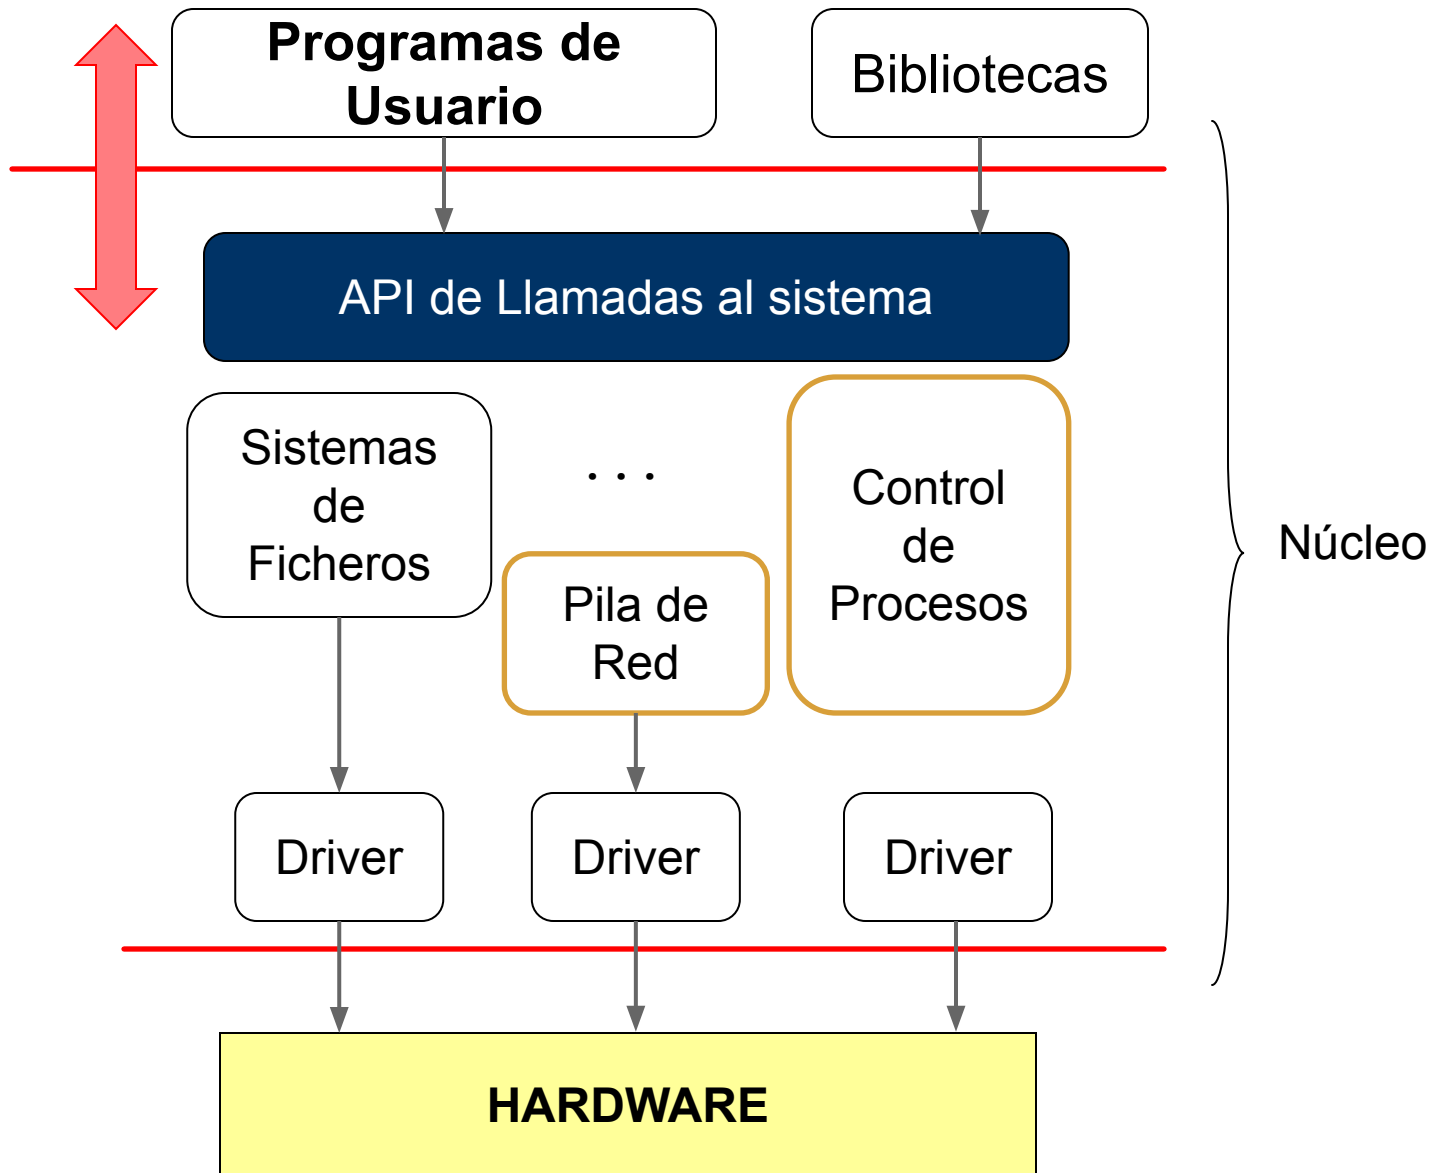 Programas de
Usuario
Bibliotecas
API de Llamadas al sistema
Sistemas
de
Ficheros
. . .
Control
de
Procesos
Pila de
Red
Núcleo
Driver
Driver
Driver
HARDWARE